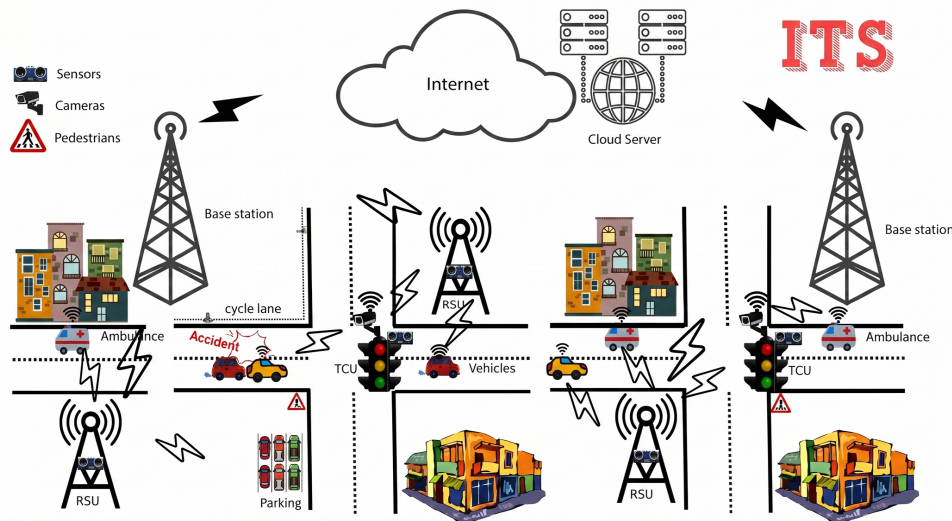 ITS
Internet
Cloud Server
Sensors
Cameras
Pedestrians
Base station
Base station
RSU
cycle lane
Ambulance
Accident
TCU
Vehicles
TCU
Ambulance
RSU
Parking
RSU